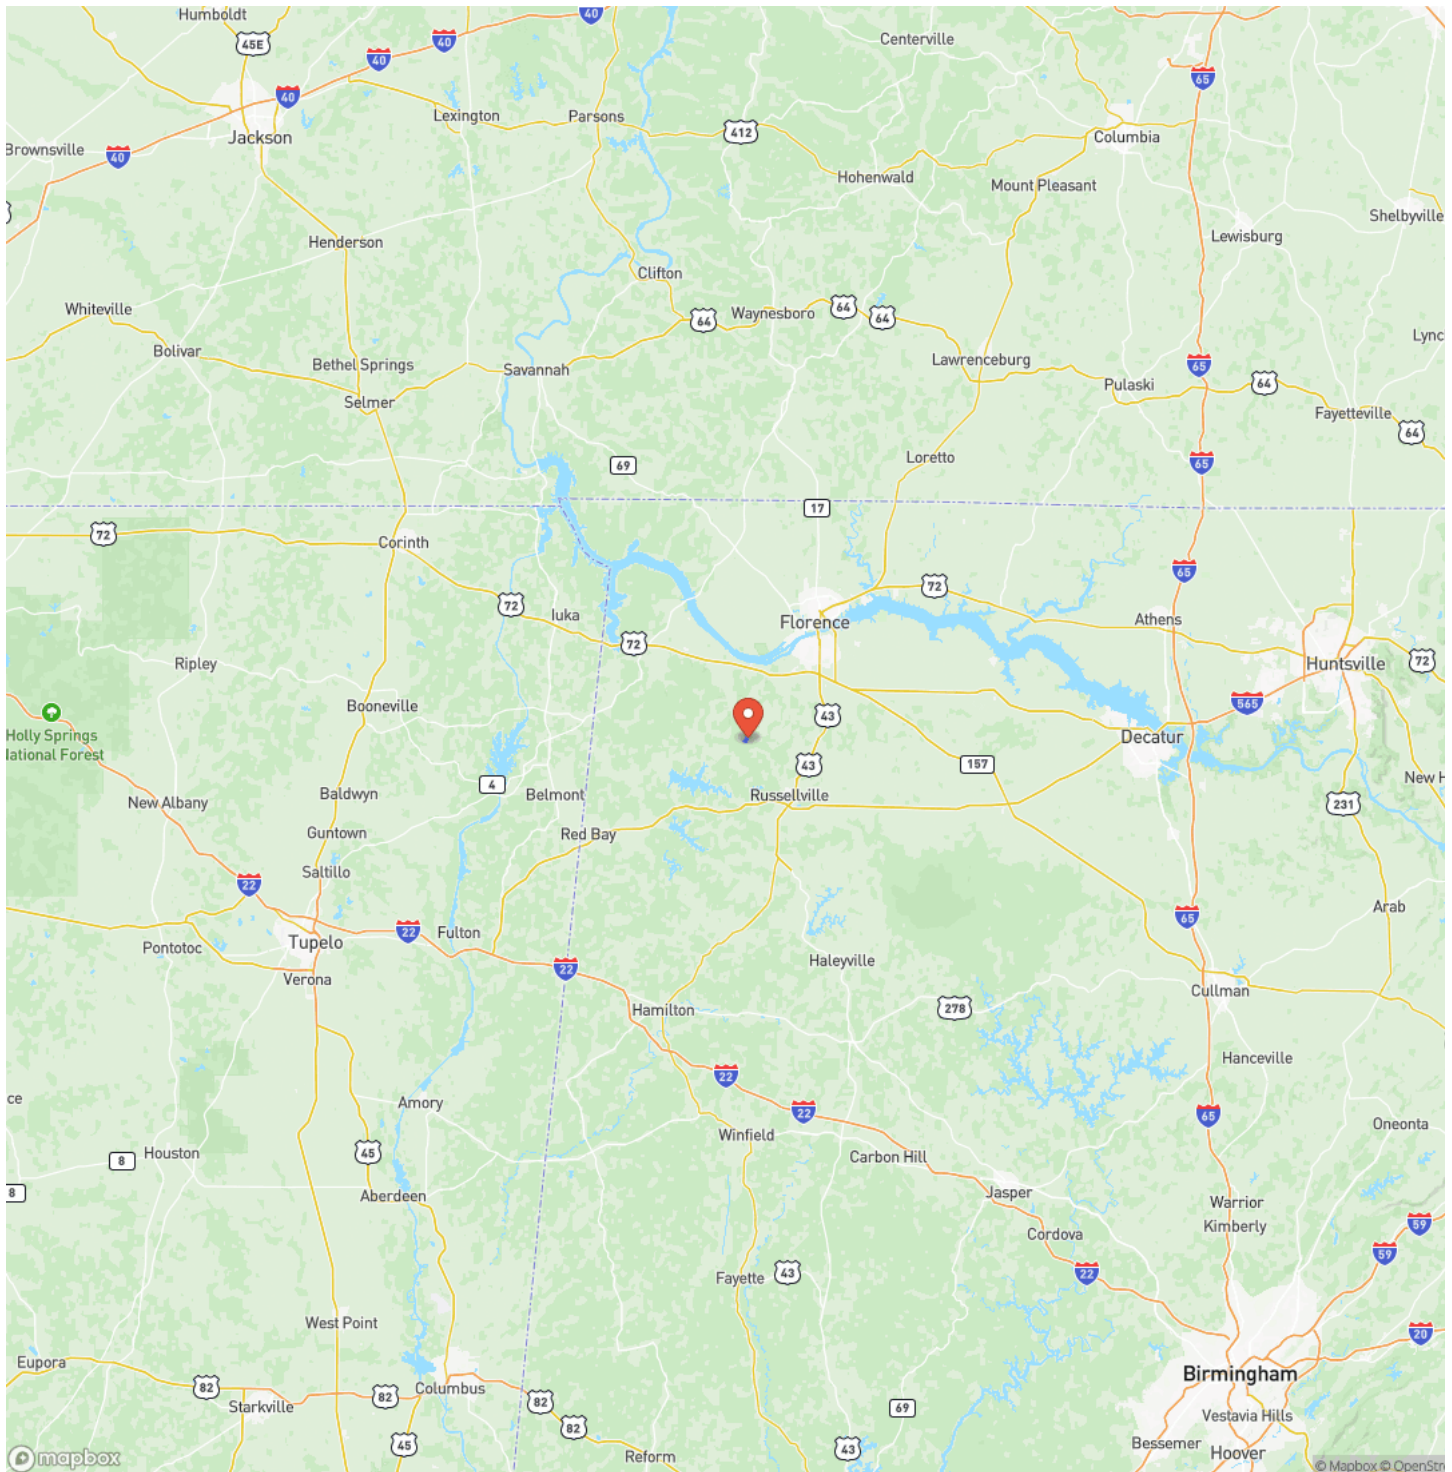 Humboldt
40
45E
40
40
Centerville
65
40
Lexington
Parsons
412
Columbia
Jackson
Brownsville
40
Hohenwald
Mount Pleasant
Shelbyville
Lewisburg
Henderson
Clifton
Whiteville
64
Waynesboro
64
64
Lync
Bolivar
Bethel Springs
Savannah
Lawrenceburg
65
Pulaski
64
Selmer
Fayetteville
64
Loretto
65
69
17
72
Corinth
65
72
72
Iuka
Florence
Athens
72
Huntsville
72
Ripley
Booneville
565
43
Holly Springs
National Forest
Decatur
157
43
4
New H
New Albany
Baldwyn
Belmont
Russellville
231
Guntown
Red Bay
Saltillo
22
Arab
65
22
Fulton
Tupelo
Pontotoc
Haleyville
22
Verona
Cullman
Hamilton
278
Hanceville
22
ce
Amory
22
65
Oneonta
Winfield
45
Houston
8
Carbon Hill
8
Aberdeen
Jasper
Warrior
59
Kimberly
Cordova
59
43
22
Fayette
West Point
20
Eupora
Birmingham
82
Columbus
82
82
Starkville
69
Vestavia Hills
82
45
Bessemer
43
Hoover
Reform
mapbox
© Mapbox © OpenStr